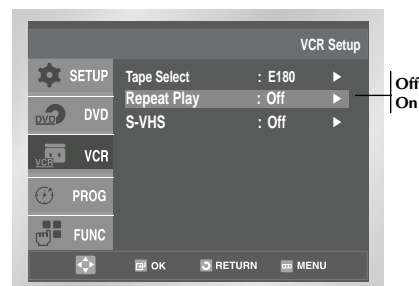 VCR Setup
SETUP
DVD
DVD
VCR
VCR
PROG
FUNC
Tape Select : E180
Repeat Play : Off
S-VHS : Off
Off
On
OK RETURN MENU